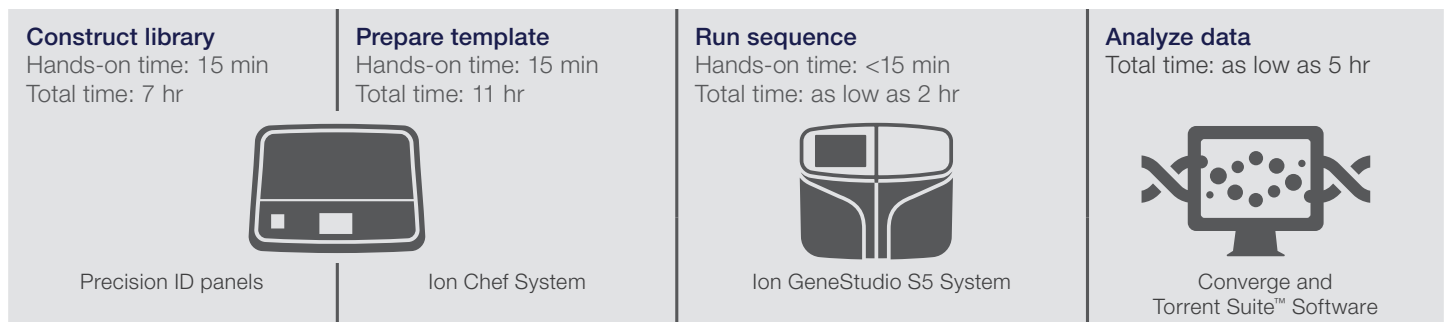 Construct library
Hands-on time: 15 min
Total time: 7 hr
Precision ID panels
Prepare template
Hands-on time: 15 min
Total time: 11 hr
Ion Chef System
Run sequence
Hands-on time: <15 min
Total time: as low as 2 hr
Ion GeneStudio S5 System
Analyze data
Total time: as low as 5 hr
Converge and
Torrent Suite™ Software